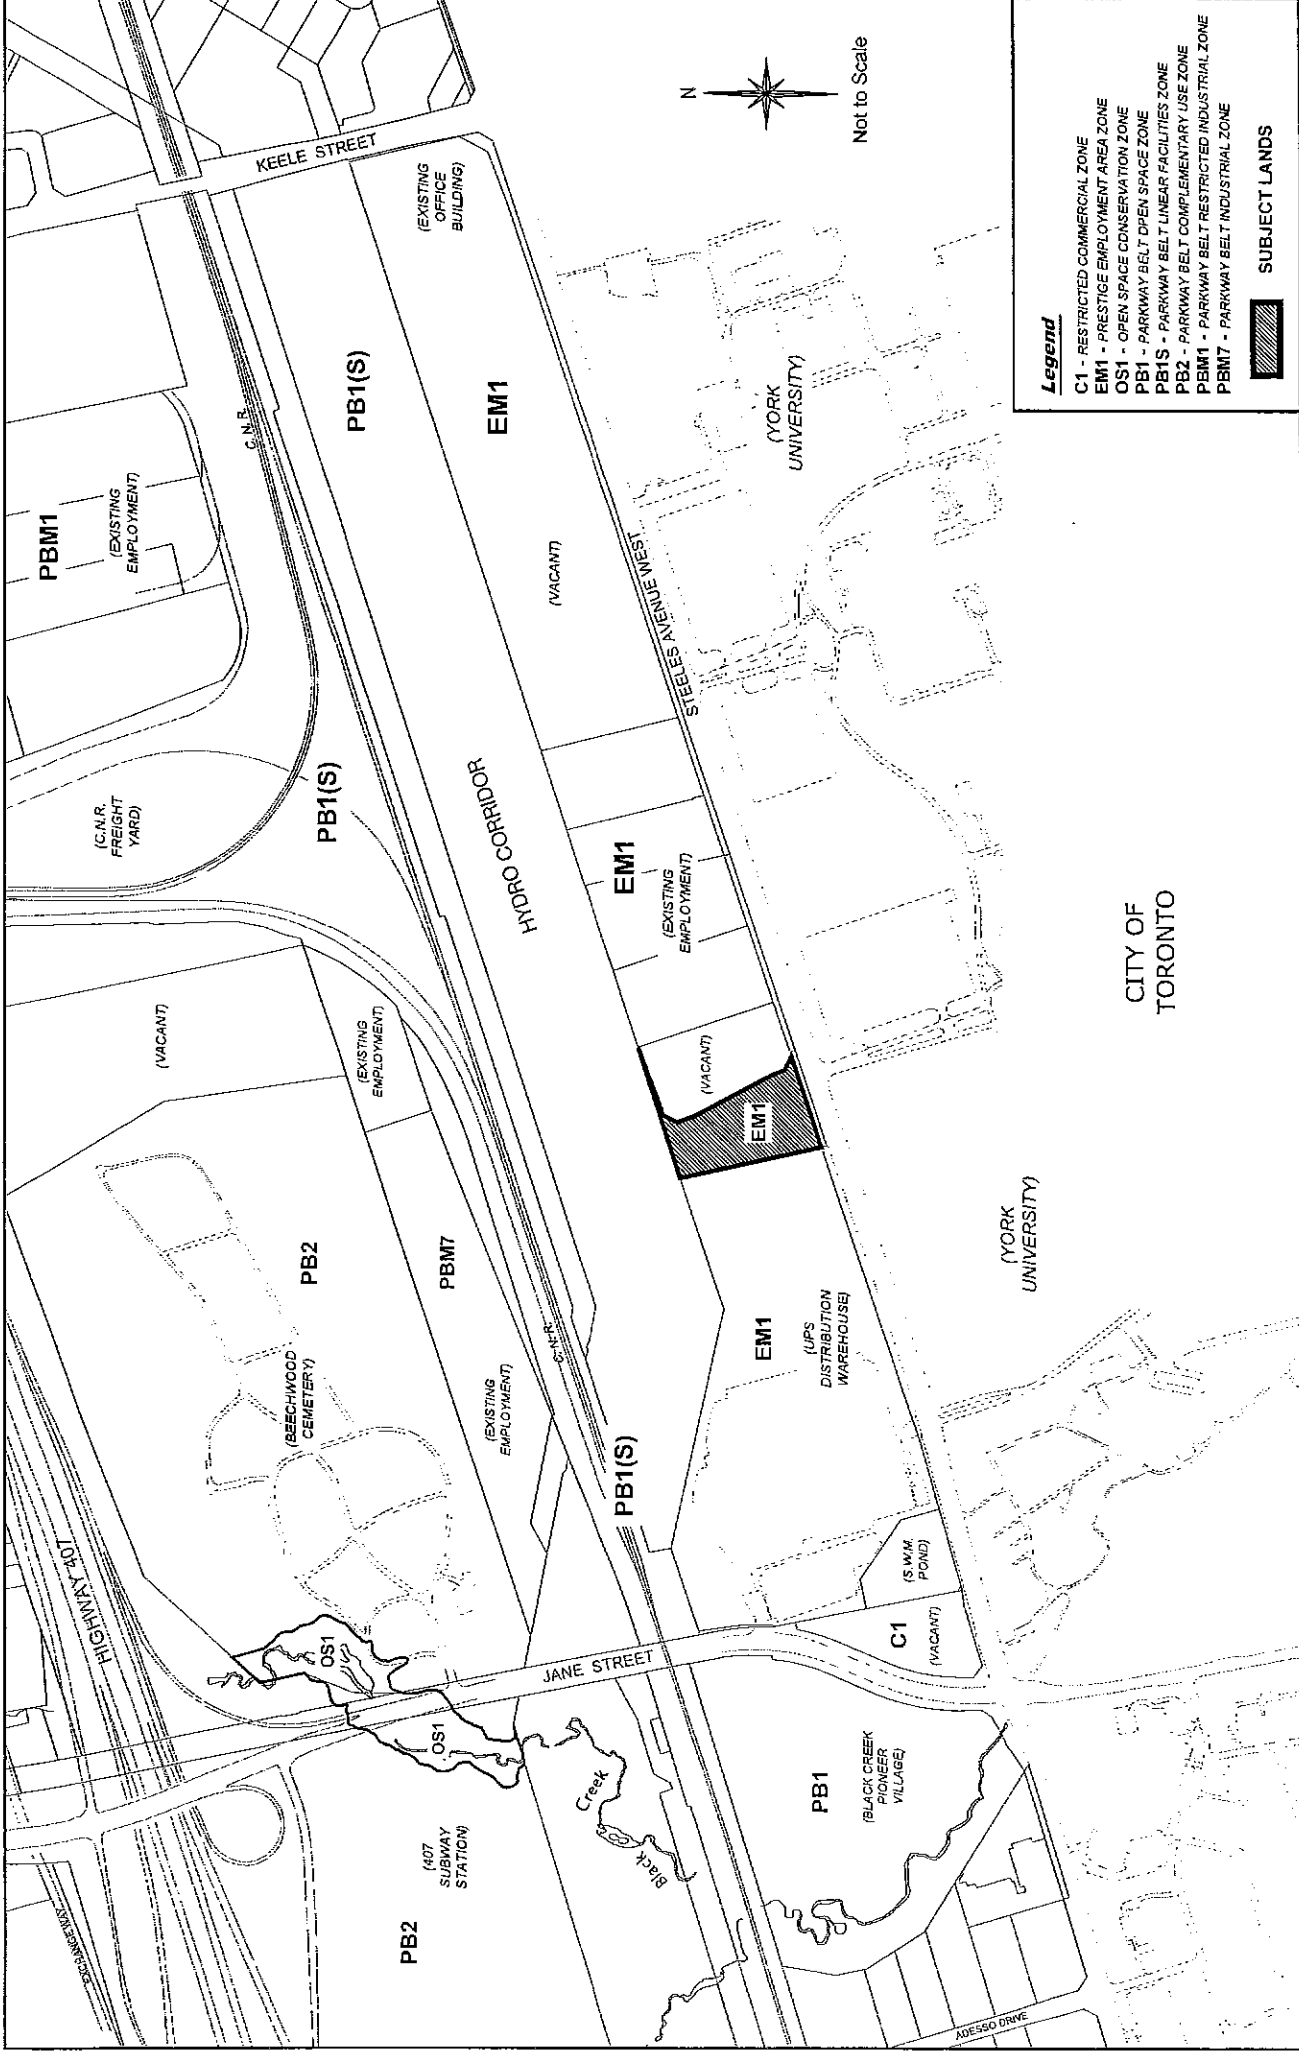 HIGHWAY 407
EXCHANGE WAY
(407
SUBWAY
STATION)
PB2
OS1
OS1
JANE STREET
Black
Creek
(BEECHWOOD
CEMETERY)
PB2
PBM7
(EXISTING
EMPLOYMENT)
(EXISTING
EMPLOYMENT)
(VACANT)
(C.N.R.
FREIGHT
YARD)
PB1(S)
PBM1
(EXISTING
EMPLOYMENT)
C.N.R.
KEELE STREET
PB1(S)
(EXISTING
OFFICE
BUILDING)
EM1
(VACANT)
HYDRO CORRIDOR
C.N.R.
PB1(S)
EM1
(EXISTING
EMPLOYMENT)
(VACANT)
EM1
STEELES AVENUE WEST
EM1
(UPS
DISTRIBUTION
WAREHOUSE)
(S.W.M.
POND)
C1
(VACANT)
PB1
(BLACK CREEK
PIONEER
VILLAGE)
ADESSO DRIVE
(YORK
UNIVERSITY)
(YORK
UNIVERSITY)
CITY OF
TORONTO
N
Not to Scale
Legend
C1 - RESTRICTED COMMERCIAL ZONE
EM1 - PRESTIGE EMPLOYMENT AREA ZONE
OS1 - OPEN SPACE CONSERVATION ZONE
PB1 - PARKWAY BELT OPEN SPACE ZONE
PB1S - PARKWAY BELT LINEAR FACILITIES ZONE
PB2 - PARKWAY BELT COMPLEMENTARY USE ZONE
PBM1 - PARKWAY BELT RESTRICTED INDUSTRIAL ZONE
PBM7 - PARKWAY BELT INDUSTRIAL ZONE
SUBJECT LANDS